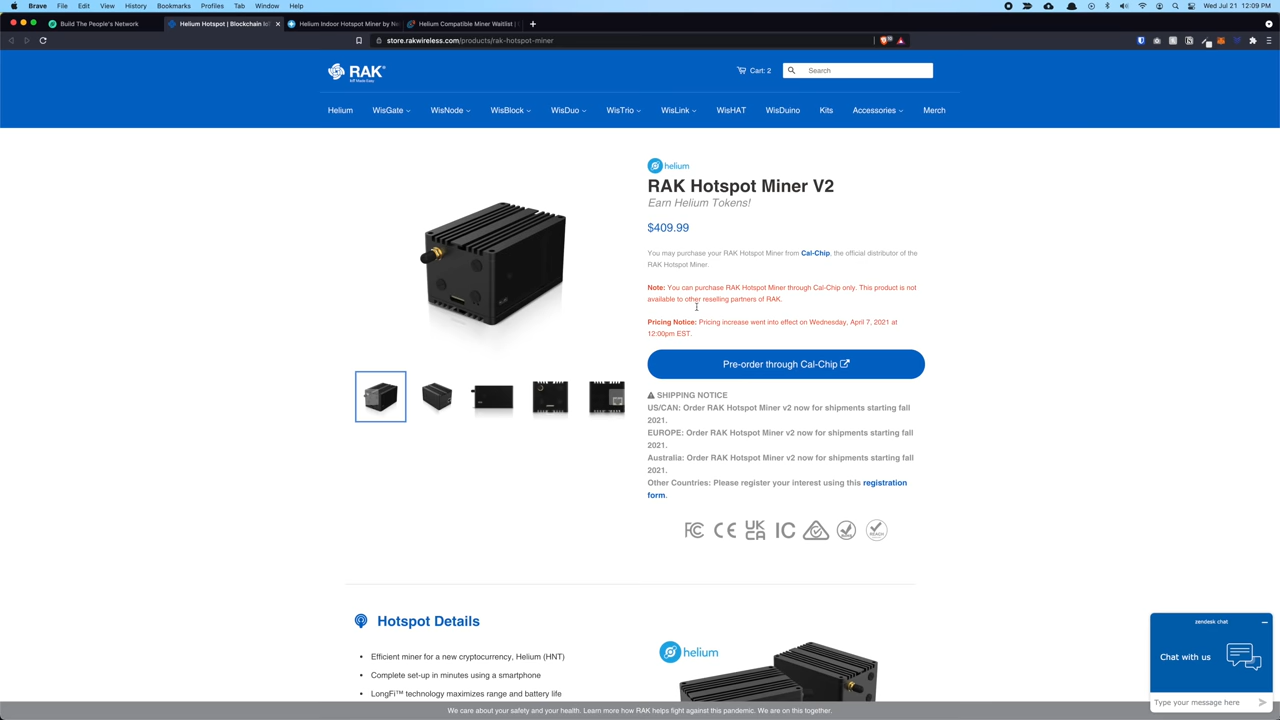 Brave File Edit View History Bookmarks Profiles Tab Window Help
Wed Jul 21 12:09 PM
Build The People's Network
Helium Hotspot | Blockchain Io
Helium Indoor Hotspot Miner by Ne
Helium Compatible Miner Waitlist |
store.rakwireless.com/products/rak-hotspot-miner
RAK®
IoT Made Easy
Cart: 2
Search
Helium WisGate WisNode WisBlock WisDuo WisTrio WisLink WisHAT WisDuino Kits Accessories Merch
helium
RAK Hotspot Miner V2
Earn Helium Tokens!
$409.99
You may purchase your RAK Hotspot Miner from Cal-Chip, the official distributor of the
RAK Hotspot Miner.
Note: You can purchase RAK Hotspot Miner through Cal-Chip only. This product is not
available to other reselling partners of RAK.
Pricing Notice: Pricing increase went into effect on Wednesday, April 7, 2021 at
12:00pm EST.
Pre-order through Cal-Chip
SHIPPING NOTICE
US/CAN: Order RAK Hotspot Miner v2 now for shipments starting fall
2021.
EUROPE: Order RAK Hotspot Miner v2 now for shipments starting fall
2021.
Australia: Order RAK Hotspot Miner v2 now for shipments starting fall
2021.
Other Countries: Please register your interest using this registration
form.
FC CE UK CA IC REACH
Hotspot Details
• Efficient miner for a new cryptocurrency, Helium (HNT)
• Complete set-up in minutes using a smartphone
• LongFi™ technology maximizes range and battery life
helium
zendesk chat
Chat with us
Type your message here
We care about your safety and your health. Learn more how RAK helps fight against this pandemic. We are on this together.